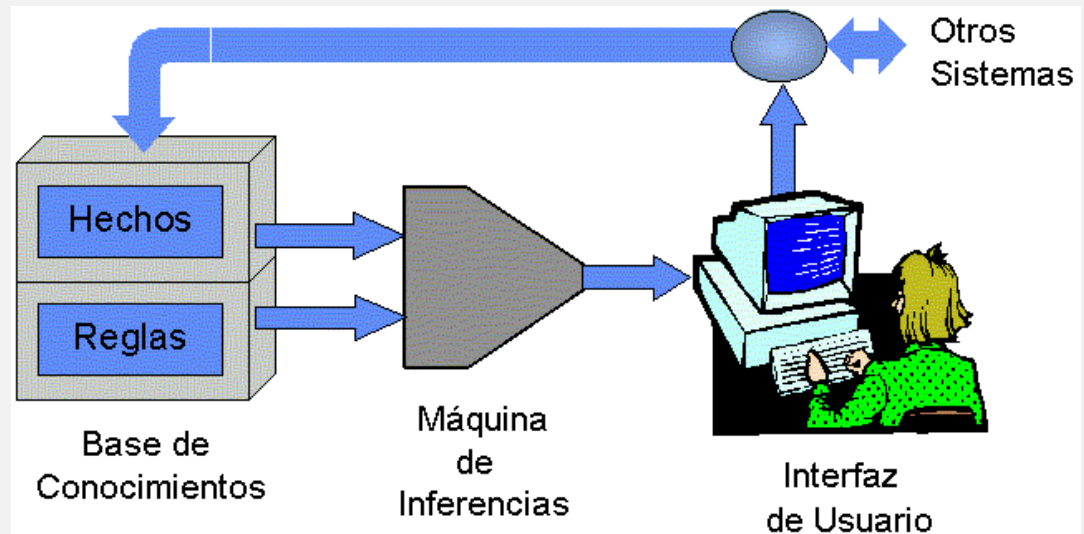 Otros
Sistemas
Hechos
Reglas
Base de
Conocimientos
Máquina
de
Inferencias
Interfaz
de Usuario